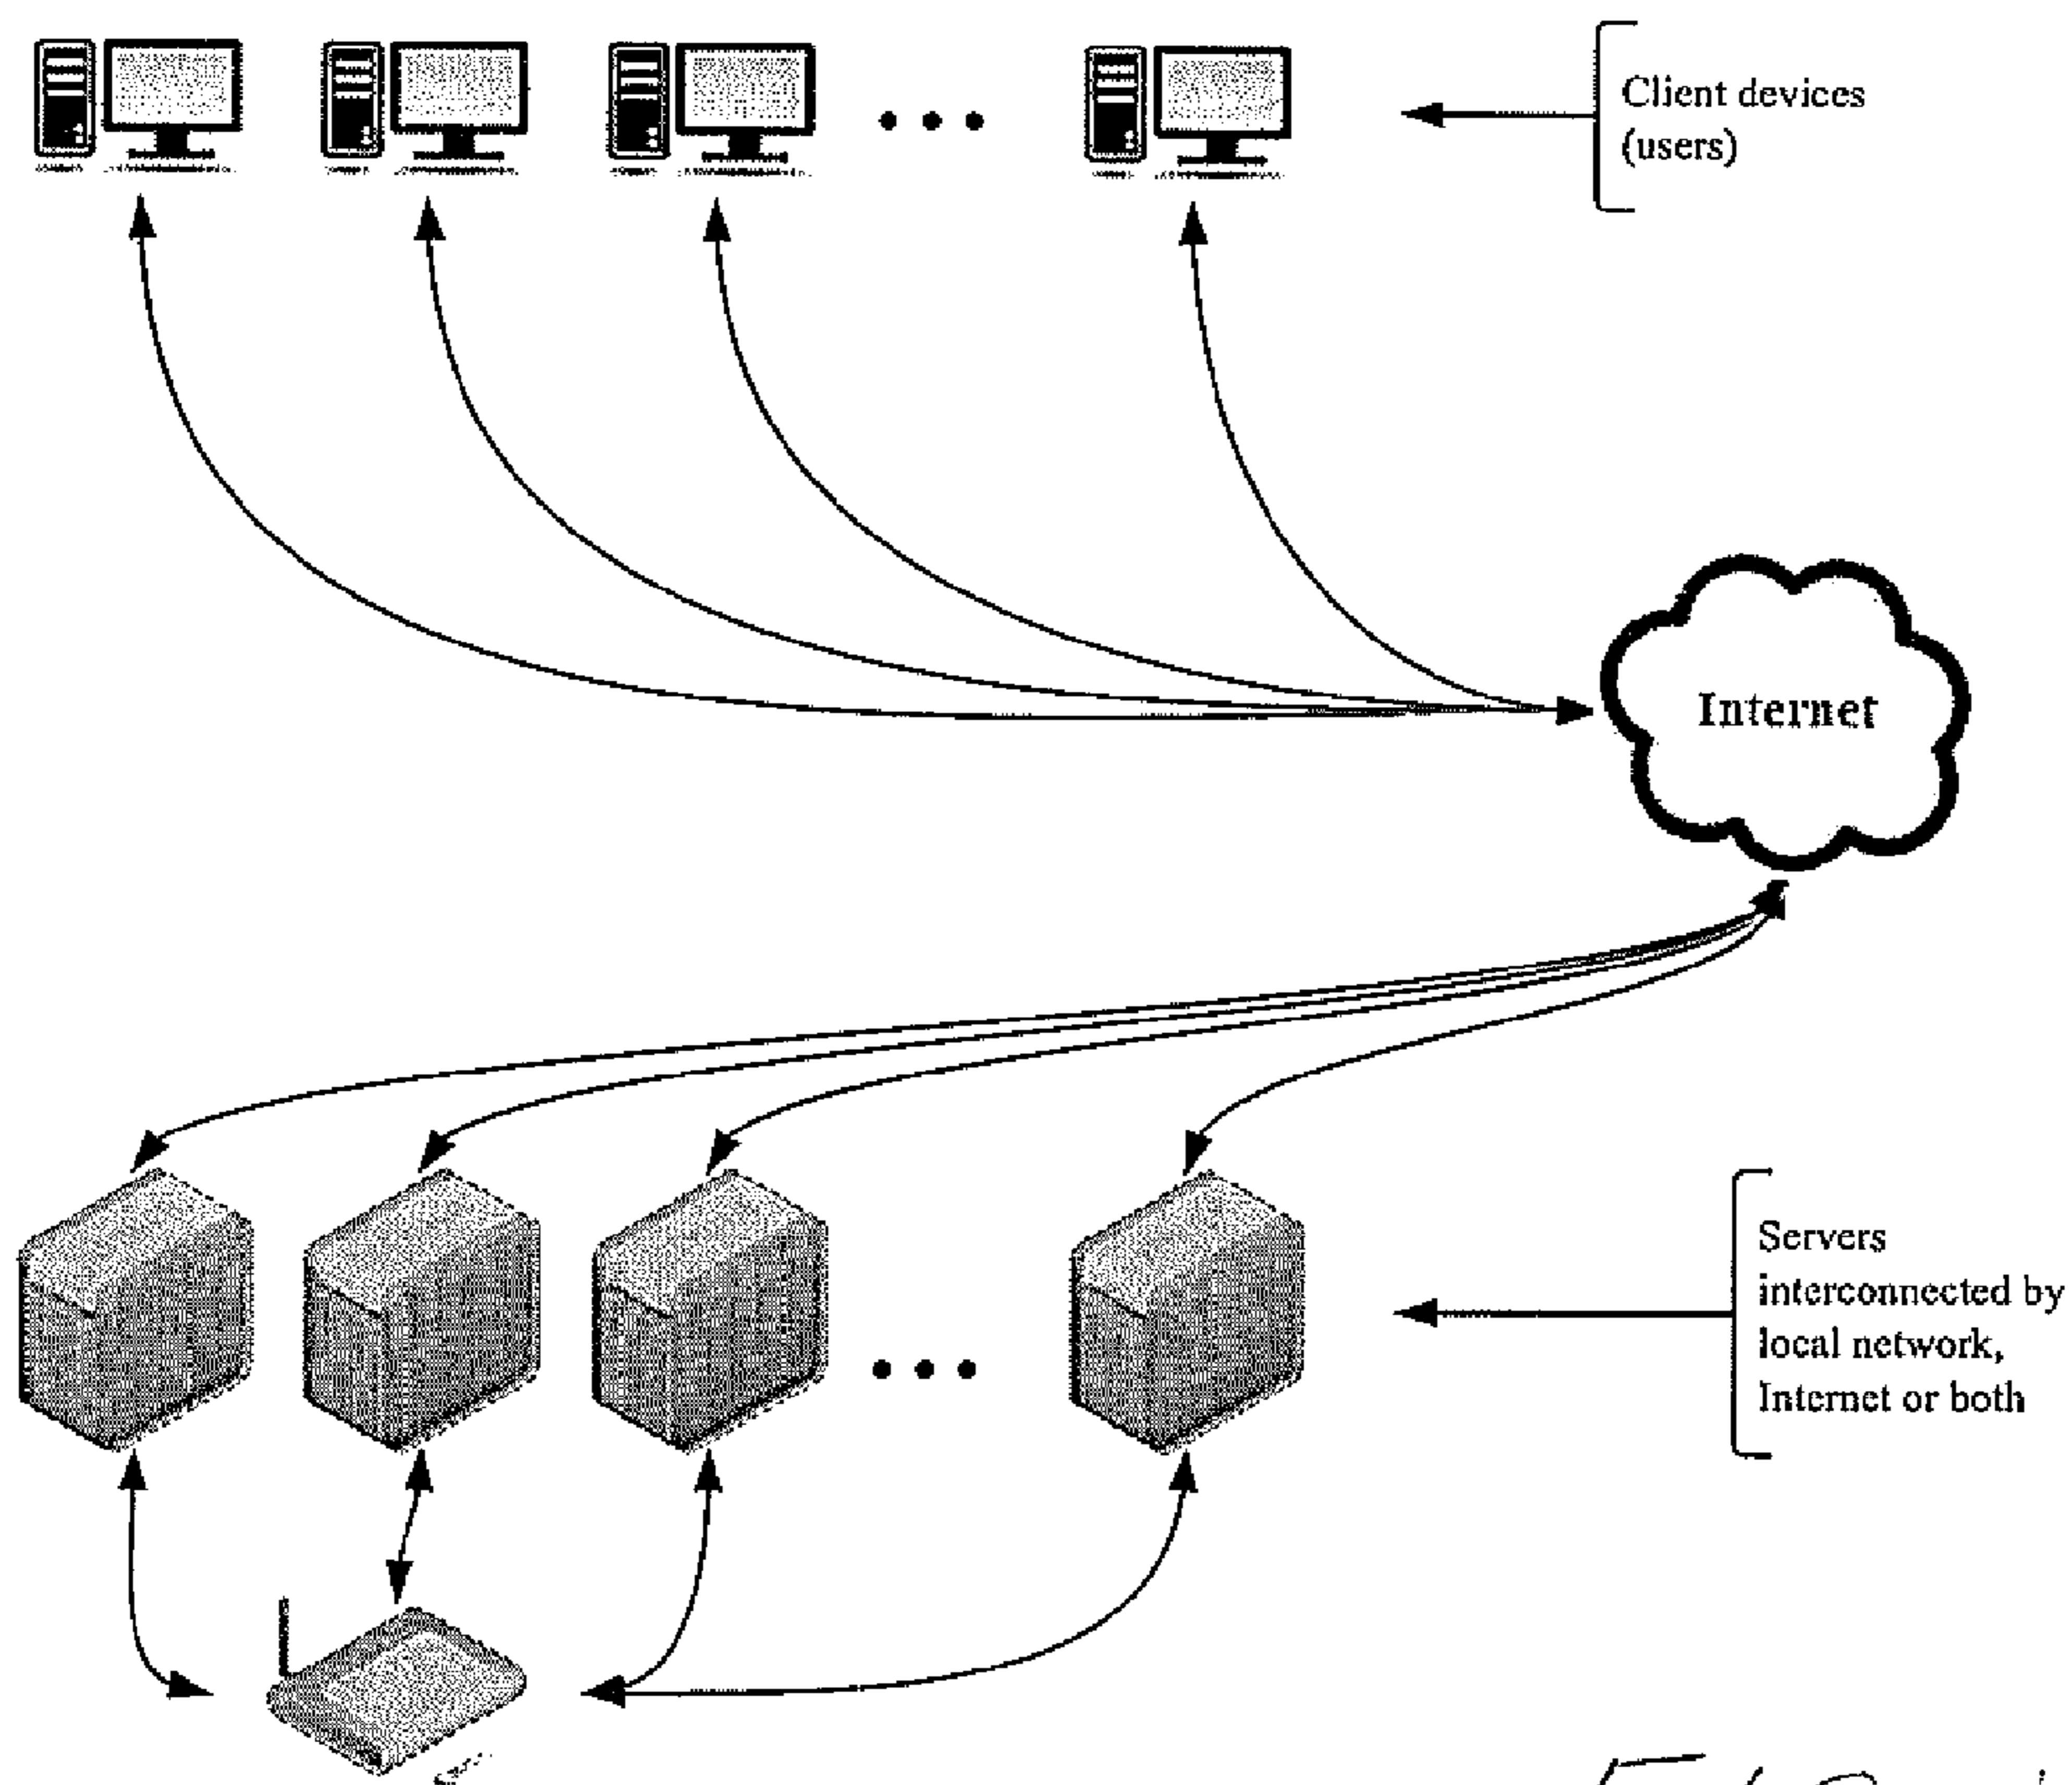 Client devices
(users)
Internet
Servers
interconnected by
local network,
Internet or both